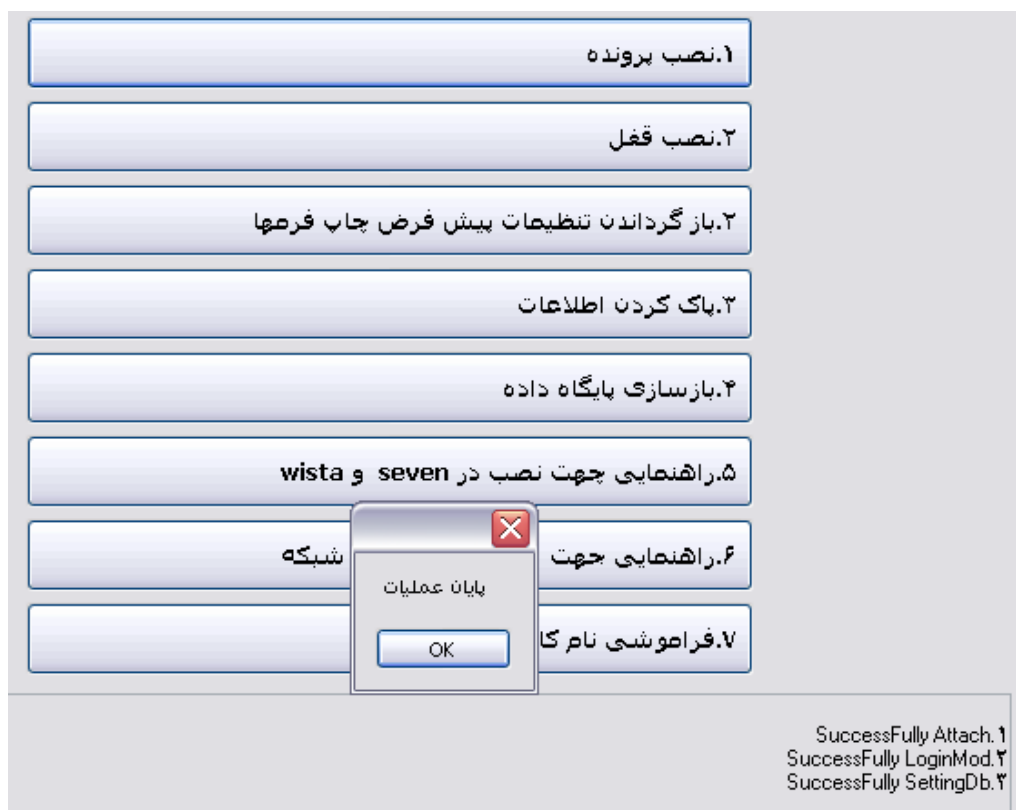 ۱.نصب پرونده
۲.نصب قفل
۲.باز گرداندن تنظیمات پیش فرض چاپ فرمها
۳.پاک کردن اطلاعات
۴.بازسازی پایگاه داده
۵.راهنمایی جهت نصب در seven و wista
۶.راهنمایی جهت شبکه
۷.فراموشی نام
پایان عملیات
OK
SuccessFully Attach.۱
SuccessFully LoginMod.۲
SuccessFully SettingDb.۳